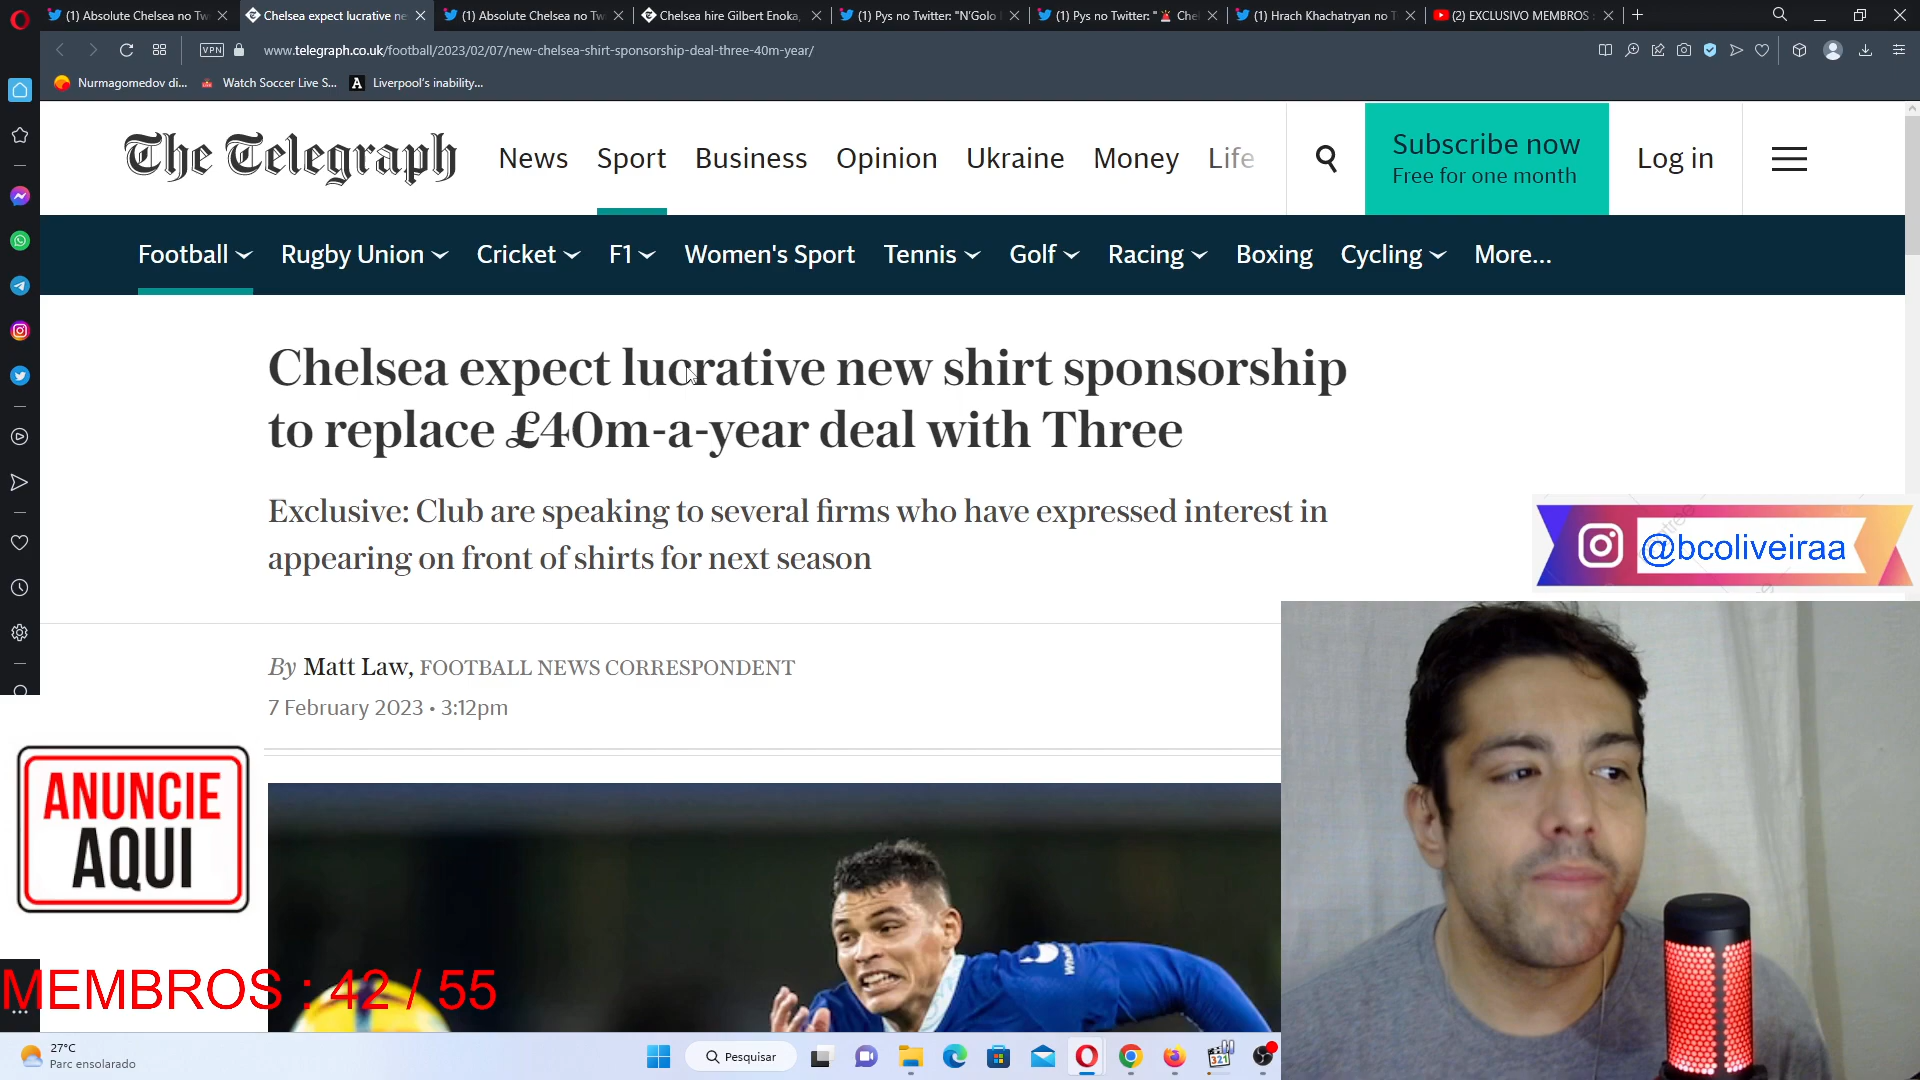 (1) Absolute Chelsea no Tw
Chelsea expect lucrative ne
(1) Absolute Chelsea no Tw
Chelsea hire Gilbert Enoka,
(1) Pys no Twitter: "N'Golo
(1) Pys no Twitter: "🚨 Che
(1) Hrach Khachatryan no T
(2) EXCLUSIVO MEMBROS :
VPN
www.telegraph.co.uk/football/2023/02/07/new-chelsea-shirt-sponsorship-deal-three-40m-year/
Nurmagomedov di...
Watch Soccer Live S...
A
Liverpool's inability...
The Telegraph
News
Sport
Business
Opinion
Ukraine
Money
Life
Subscribe now
Free for one month
Log in
Football
Rugby Union
Cricket
F1
Women's Sport
Tennis
Golf
Racing
Boxing
Cycling
More...
Chelsea expect lucrative new shirt sponsorship
to replace £40m-a-year deal with Three
Exclusive: Club are speaking to several firms who have expressed interest in
appearing on front of shirts for next season
@bcoliveiraa
By Matt Law, FOOTBALL NEWS CORRESPONDENT
7 February 2023 • 3:12pm
ANUNCIE
AQUI
MEMBROS : 42 / 55
27°C
Parc ensolarado
Pesquisar
321